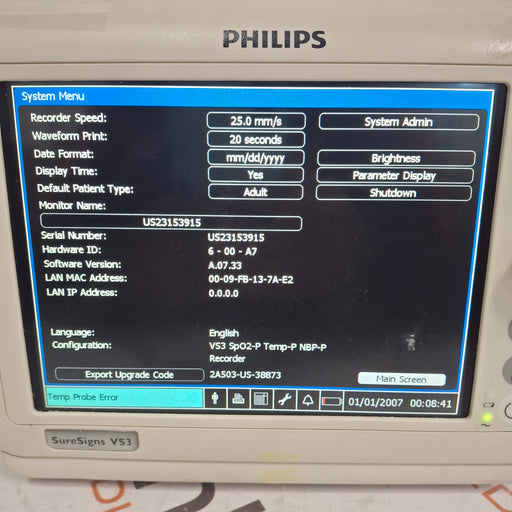 PHILIPS
System Menu
Recorder Speed: 25.0 mm/s System Admin
Waveform Print: 20 seconds
Date Format: mm/dd/yyyy Brightness
Display Time: Yes Parameter Display
Default Patient Type: Adult Shutdown
Monitor Name:
US23153915
Serial Number: US23153915
Hardware ID: 6 - 00 - A7
Software Version: A.07.33
LAN MAC Address: 00-09-FB-13-7A-E2
LAN IP Address: 0.0.0.0
Language: English
Configuration: VS3 SpO2-P Temp-P NBP-P
Recorder
Export Upgrade Code 2A503-US-38873 Main Screen
Temp Probe Error 01/01/2007 00:08:41
SureSigns VS3